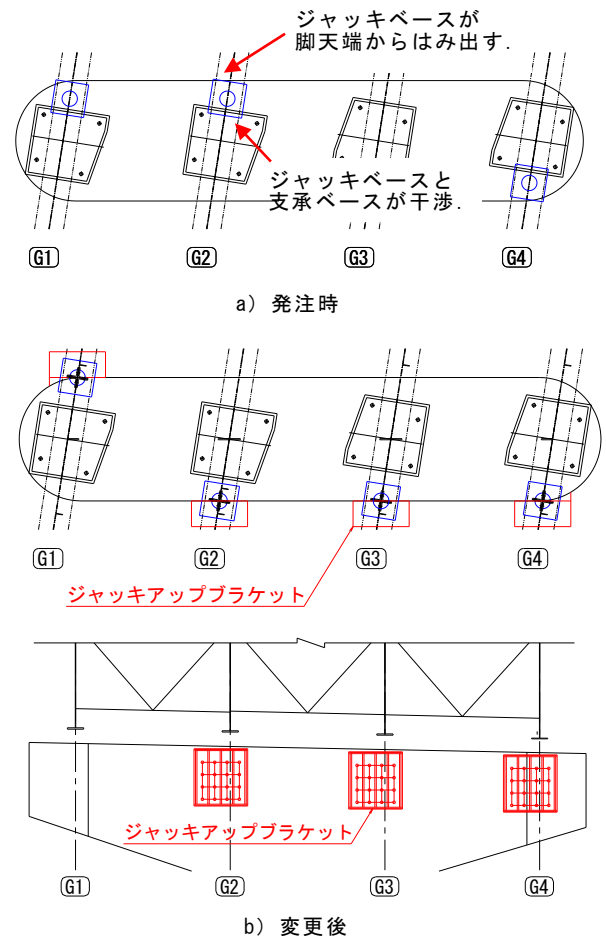 ジャッキベースが
脚天端からはみ出す.
ジャッキベースと
支承ベースが干渉.
G1 G2 G3 G4
a) 発注時
G1 G2 G3 G4
ジャッキアップブラケット
ジャッキアップブラケット
G1 G2 G3 G4
b) 変更後